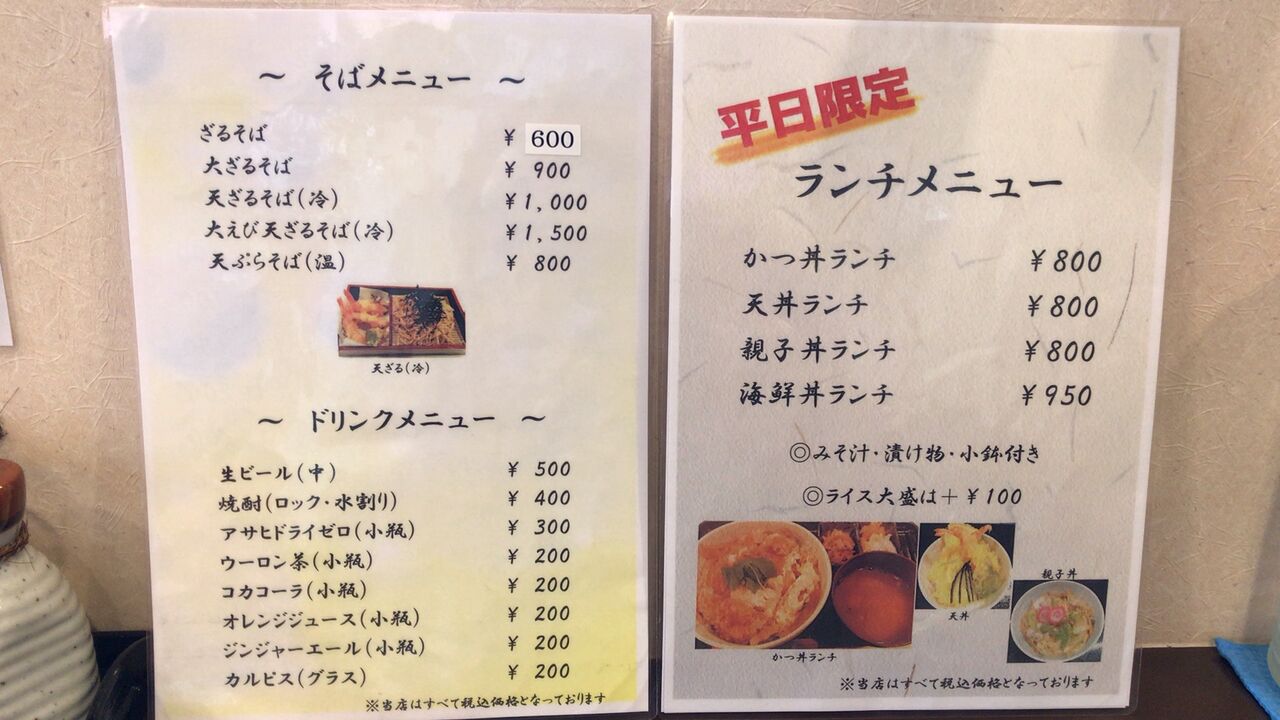 ～ そばメニュー ～
ざるそば ￥ 600
大ざるそば ￥ 900
天ざるそば(冷) ￥1,000
大えび天ざるそば(冷) ￥1,500
天ぷらそば(温) ￥ 800
天ざる(冷)
～ ドリンクメニュー ～
生ビール(中) ￥ 500
焼酎(ロック・水割り) ￥ 400
アサヒドライゼロ(小瓶) ￥ 300
ウーロン茶(小瓶) ￥ 200
コカコーラ(小瓶) ￥ 200
オレンジジュース(小瓶) ￥ 200
ジンジャーエール(小瓶) ￥ 200
カルピス(グラス) ￥ 200
※当店はすべて税込価格となっております
平日限定
ランチメニュー
かつ丼ランチ ￥800
天丼ランチ ￥800
親子丼ランチ ￥800
海鮮丼ランチ ￥950
◎みそ汁・漬け物・小鉢付き
◎ライス大盛は＋￥100
親子丼
天丼
かつ丼ランチ
※当店はすべて税込価格となっております